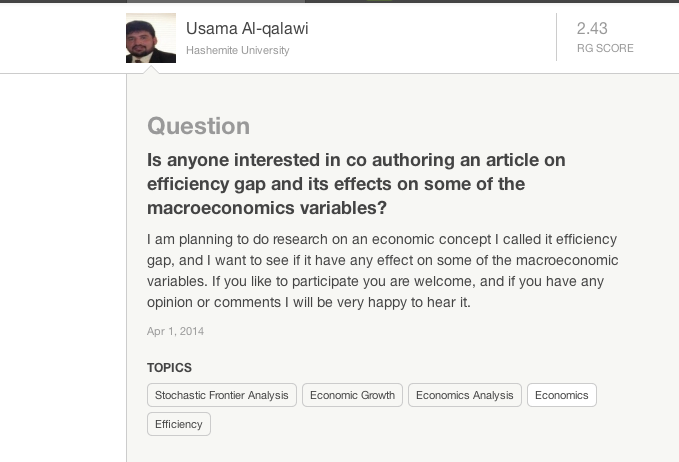 Usama Al-qalawi
Hashemite University
2.43
RG SCORE
Question
Is anyone interested in co authoring an article on
efficiency gap and its effects on some of the
macroeconomics variables?
I am planning to do research on an economic concept I called it efficiency
gap, and I want to see if it have any effect on some of the macroeconomic
variables. If you like to participate you are welcome, and if you have any
opinion or comments I will be very happy to hear it.
Apr 1, 2014
TOPICS
Stochastic Frontier Analysis Economic Growth Economics Analysis Economics
Efficiency